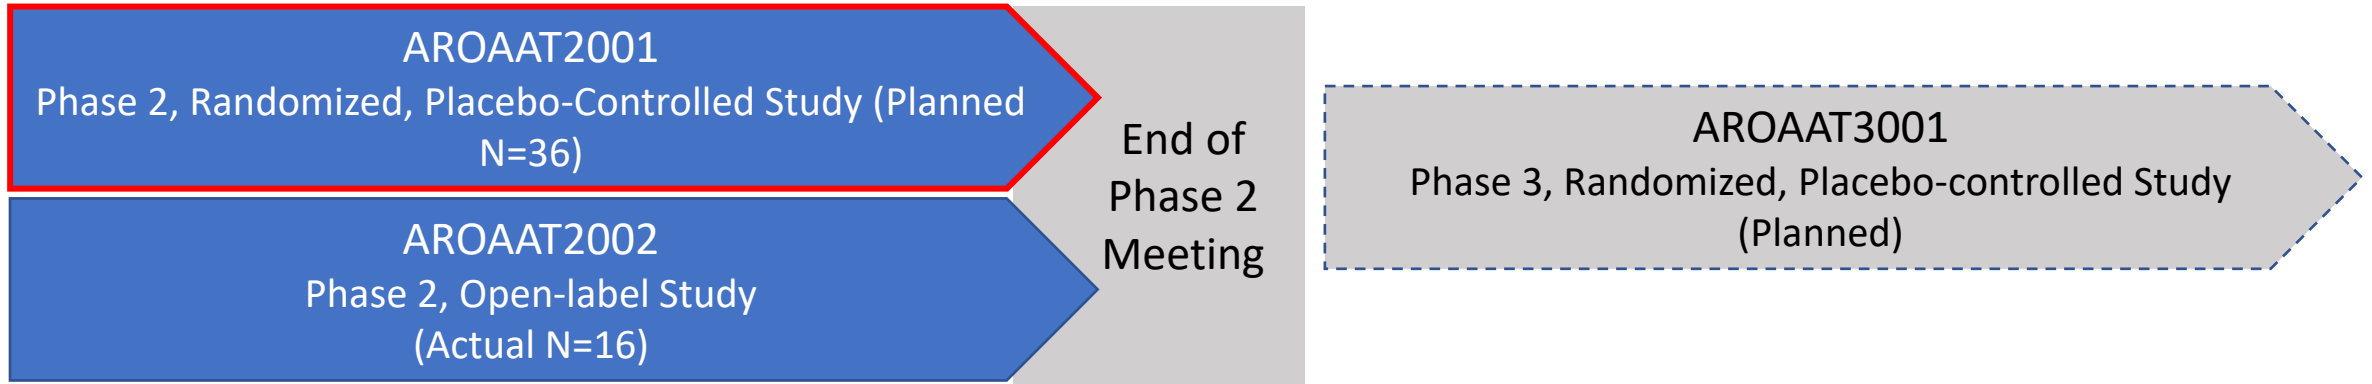 AROAAT2001
Phase 2, Randomized, Placebo-Controlled Study (Planned
N=36)
AROAAT2002
Phase 2, Open-label Study
(Actual N=16)
End of
Phase 2
Meeting
AROAAT3001
Phase 3, Randomized, Placebo-controlled Study
(Planned)